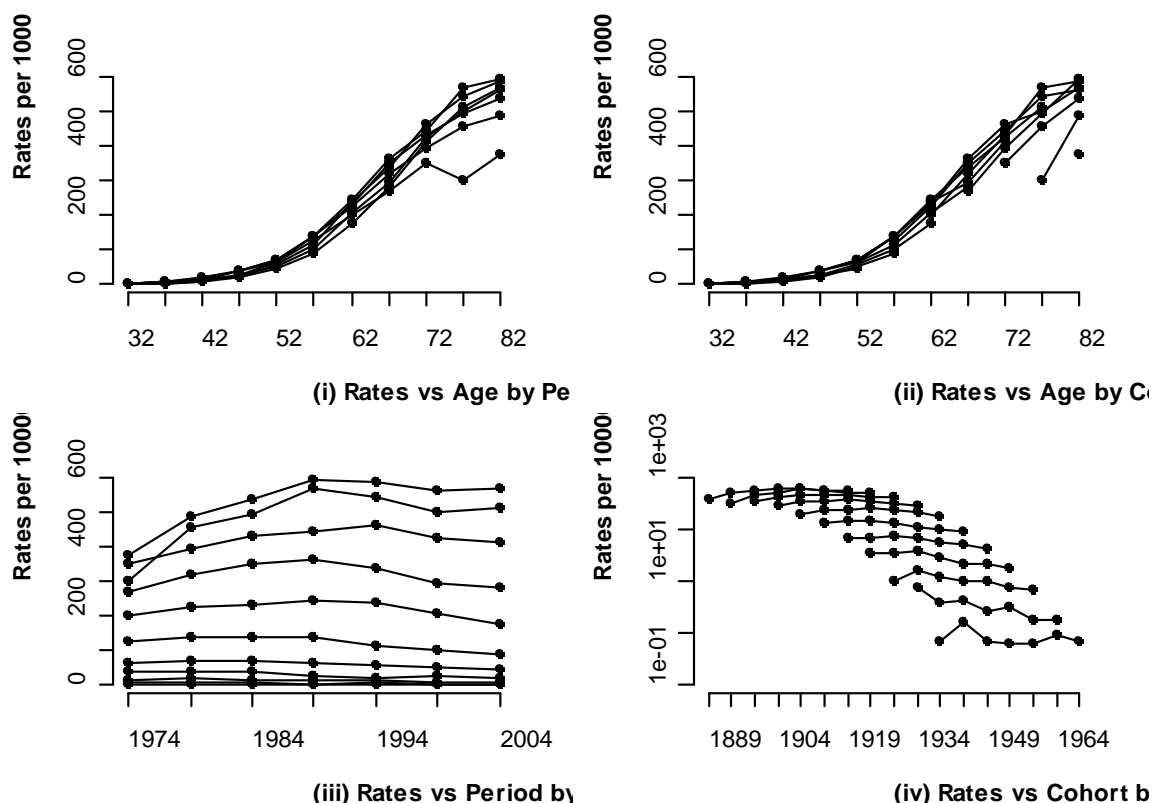 Rates per 1000
600
400
200
0
32 42 52 62 72 82
(i) Rates vs Age by Pe
Rates per 1000
600
400
200
0
32 42 52 62 72 82
(ii) Rates vs Age by Co
Rates per 1000
600
400
200
0
1974 1984 1994 2004
(iii) Rates vs Period by
Rates per 1000
1e+03
1e+01
1e-01
1889 1904 1919 1934 1949 1964
(iv) Rates vs Cohort b